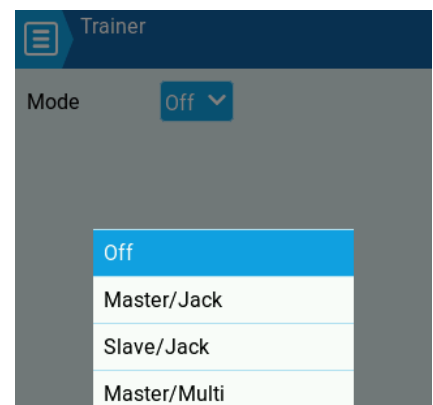 Trainer
Mode Off
Off
Master/Jack
Slave/Jack
Master/Multi